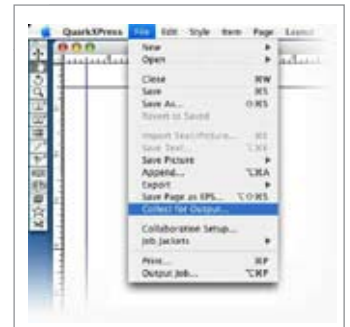 QuarkXPress File Edit Style Item Page Layout
New
Open
Close ⌘W
Save ⌘S
Save As... ⇧⌘S
Revert to Saved
Import Text/Picture... ⌘E
Save Text... ⌥⌘E
Save Picture
Append... ⌥⌘A
Export
Save Page as EPS... ⌥⇧⌘S
Collect for Output...
Collaboration Setup...
Job Jackets
Print... ⌘P
Output Job... ⌥⌘P